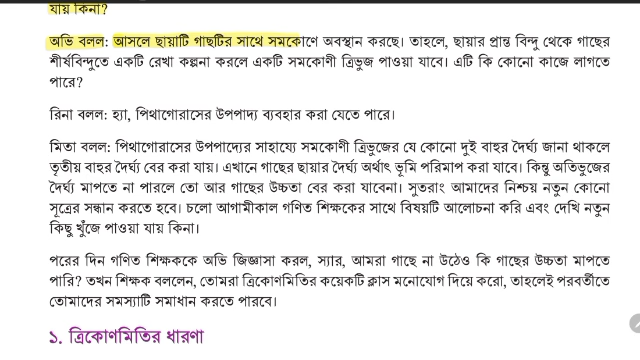 যায় কিনা?
অভি বলল: আসলে ছায়াটি গাছটির সাথে সমকোণে অবস্থান করছে। তাহলে, ছায়ার প্রান্ত বিন্দু থেকে গাছের
শীর্ষবিন্দুতে একটি রেখা কল্পনা করলে একটি সমকোণী ত্রিভুজ পাওয়া যাবে। এটি কি কোনো কাজে লাগতে
পারে?
রিনা বলল: হ্যা, পিথাগোরাসের উপপাদ্য ব্যবহার করা যেতে পারে।
মিতা বলল: পিথাগোরাসের উপপাদ্যের সাহায্যে সমকোণী ত্রিভুজের যে কোনো দুই বাহুর দৈর্ঘ্য জানা থাকলে
তৃতীয় বাহুর দৈর্ঘ্য বের করা যায়। এখানে গাছের ছায়ার দৈর্ঘ্য অর্থাৎ ভূমি পরিমাপ করা যাবে। কিন্তু অতিভুজের
দৈর্ঘ্য মাপতে না পারলে তো আর গাছের উচ্চতা বের করা যাবেনা। সুতরাং আমাদের নিশ্চয় নতুন কোনো
সূত্রের সন্ধান করতে হবে। চলো আগামীকাল গণিত শিক্ষকের সাথে বিষয়টি আলোচনা করি এবং দেখি নতুন
কিছু খুঁজে পাওয়া যায় কিনা।
পরের দিন গণিত শিক্ষককে অভি জিজ্ঞাসা করল, স্যার, আমরা গাছে না উঠেও কি গাছের উচ্চতা মাপতে
পারি? তখন শিক্ষক বললেন, তোমরা ত্রিকোণমিতির কয়েকটি ক্লাস মনোযোগ দিয়ে করো, তাহলেই পরবর্তীতে
তোমাদের সমস্যাটি সমাধান করতে পারবে।
১. ত্রিকোণমিতির ধারণা